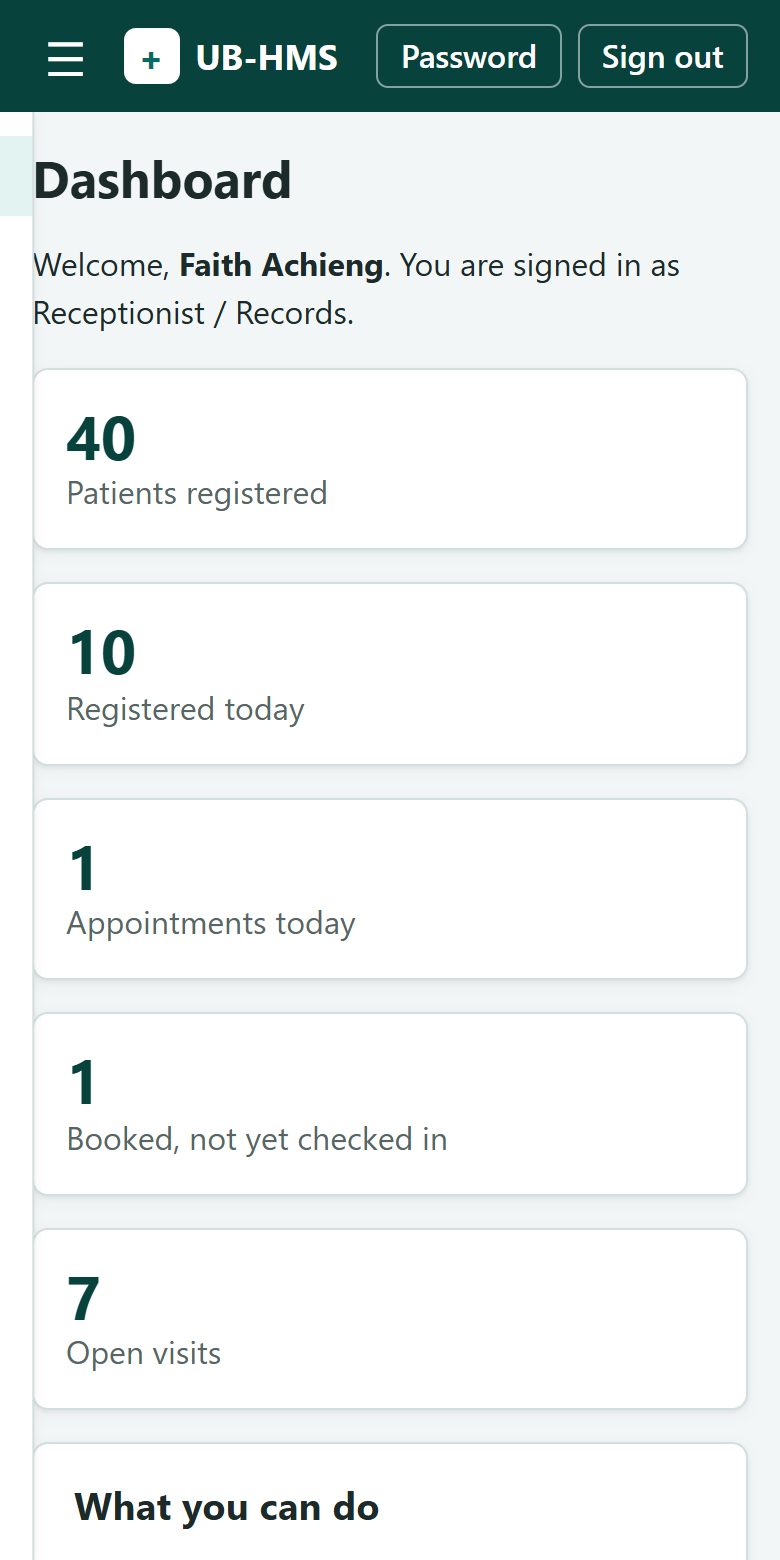 ☰ + UB-HMS Password Sign out
Dashboard
Welcome, Faith Achieng. You are signed in as
Receptionist / Records.
40
Patients registered
10
Registered today
1
Appointments today
1
Booked, not yet checked in
7
Open visits
What you can do